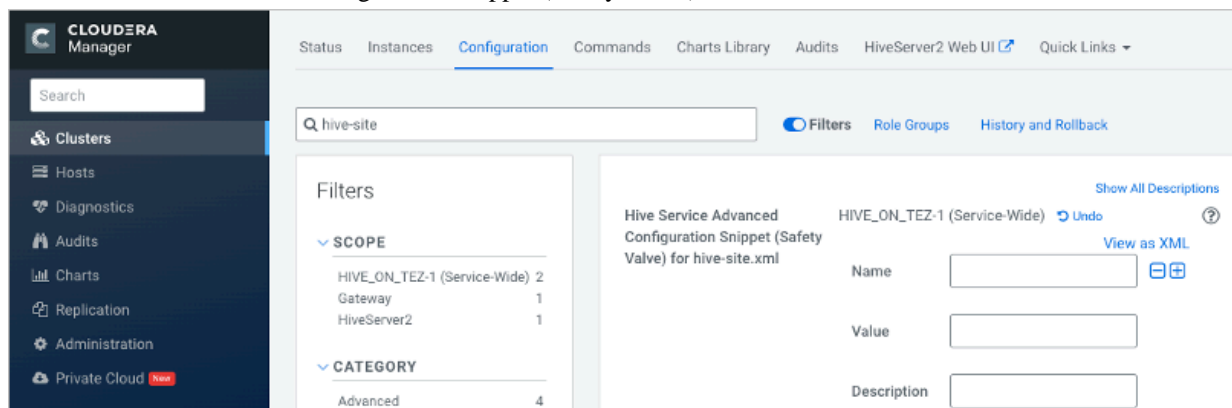 CLOUDERA
Manager
Search
Clusters
Hosts
Diagnostics
Audits
Charts
Replication
Administration
Private Cloud New
Status Instances Configuration Commands Charts Library Audits HiveServer2 Web UI Quick Links
hive-site
Filters Role Groups History and Rollback
Filters
SCOPE
HIVE_ON_TEZ-1 (Service-Wide) 2
Gateway 1
HiveServer2 1
CATEGORY
Advanced 4
Show All Descriptions
Hive Service Advanced
Configuration Snippet (Safety
Valve) for hive-site.xml
HIVE_ON_TEZ-1 (Service-Wide) Undo
View as XML
Name
Value
Description